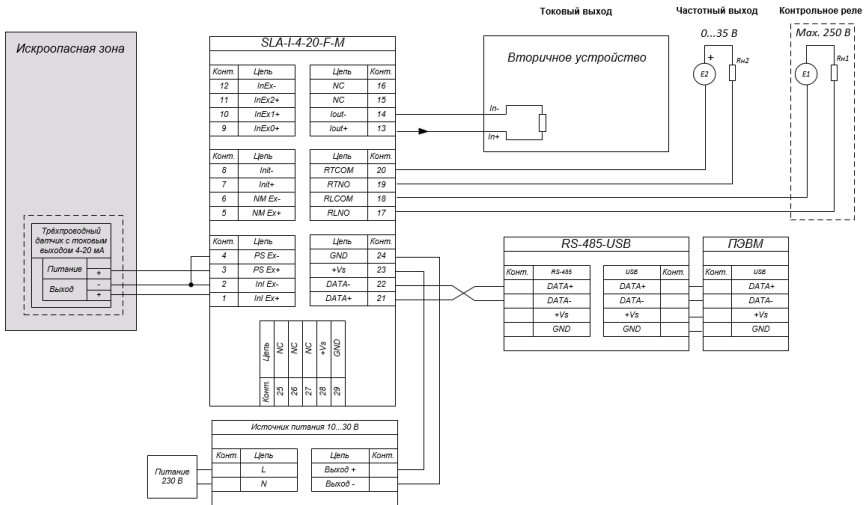 Токовый выход
Частотный выход
Контрольное реле
Искроопасная зона
SLA-I-4-20-F-M
Конт. Цепь Цепь Конт.
12 InEx- NC 16
11 InEx2+ NC 15
10 InEx1+ Iout- 14
9 InEx0+ Iout+ 13
Конт. Цепь Цепь Конт.
8 Init- RTCOM 20
7 Init+ RTNO 19
6 NM Ex- RLCOM 18
5 NM Ex+ RLNO 17
Конт. Цепь Цепь Конт.
4 PS Ex- GND 24
3 PS Ex+ +Vs 23
2 InI Ex- DATA- 22
1 InI Ex+ DATA+ 21
Цепь NC NC NC +Vs GND
Конт. 25 26 27 28 29
Вторичное устройство
In-
In+
0...35 В
+
E2
Rн2
Max. 250 В
E1
Rн1
Трёхпроводный
датчик с токовым
выходом 4-20 мА
Питание +
Выход -
+
RS-485-USB
Конт. RS-485 USB Конт.
DATA+ DATA+
DATA- DATA-
+Vs +Vs
GND GND
ПЭВМ
Конт. USB
DATA+
DATA-
+Vs
GND
Источник питания 10...30 В
Конт. Цепь Цепь Конт.
L Выход +
N Выход -
Питание
230 В